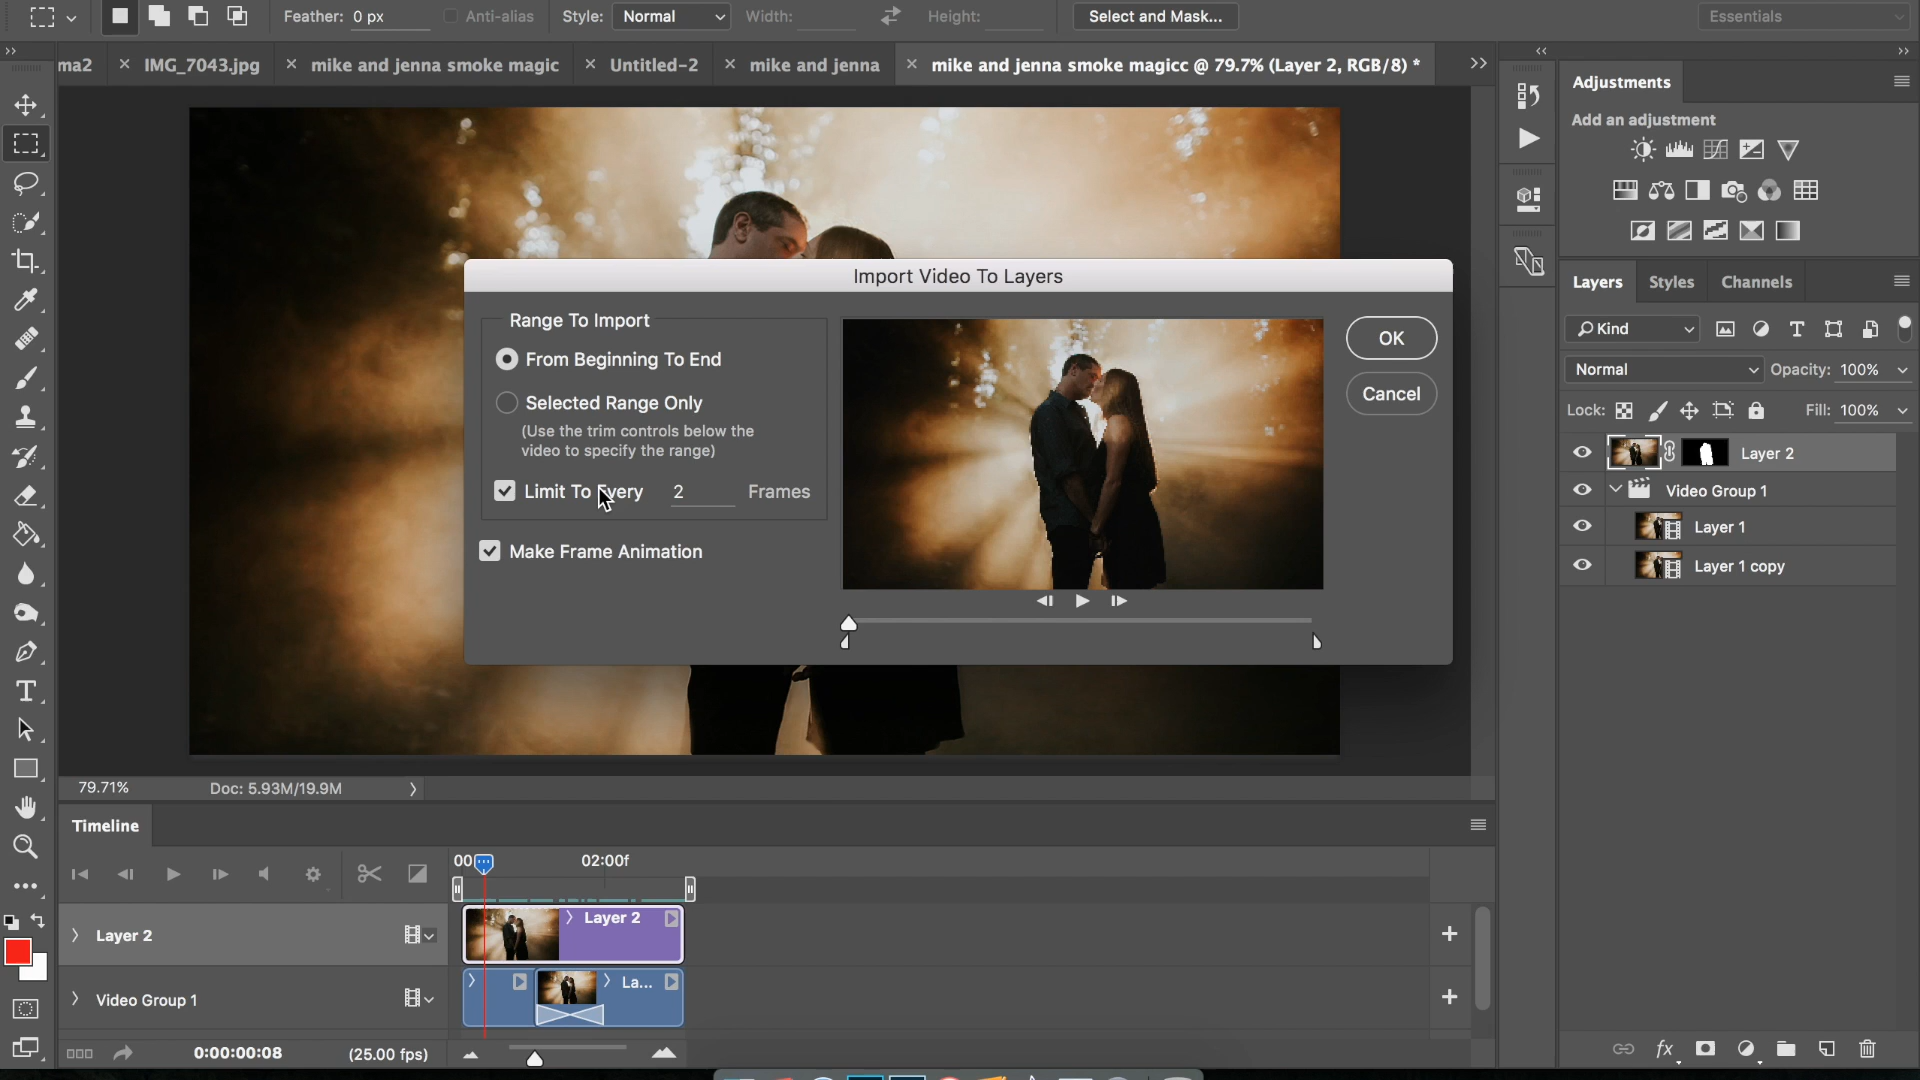 Feather: 0 px Anti-alias Style: Normal Width: Height: Select and Mask... Essentials
ma2 × IMG_7043.jpg × mike and jenna smoke magic × Untitled-2 × mike and jenna × mike and jenna smoke magicc @ 79.7% (Layer 2, RGB/8) *
Adjustments
Add an adjustment
Import Video To Layers
Range To Import
From Beginning To End
Selected Range Only
(Use the trim controls below the
video to specify the range)
Limit To Every 2 Frames
Make Frame Animation
OK
Cancel
Layers Styles Channels
Kind
Normal Opacity: 100%
Lock: Fill: 100%
Layer 2
Video Group 1
Layer 1
Layer 1 copy
79.71% Doc: 5.93M/19.9M
Timeline
00 02:00f
Layer 2 Layer 2
Video Group 1 La...
0:00:00:08 (25.00 fps)
fx